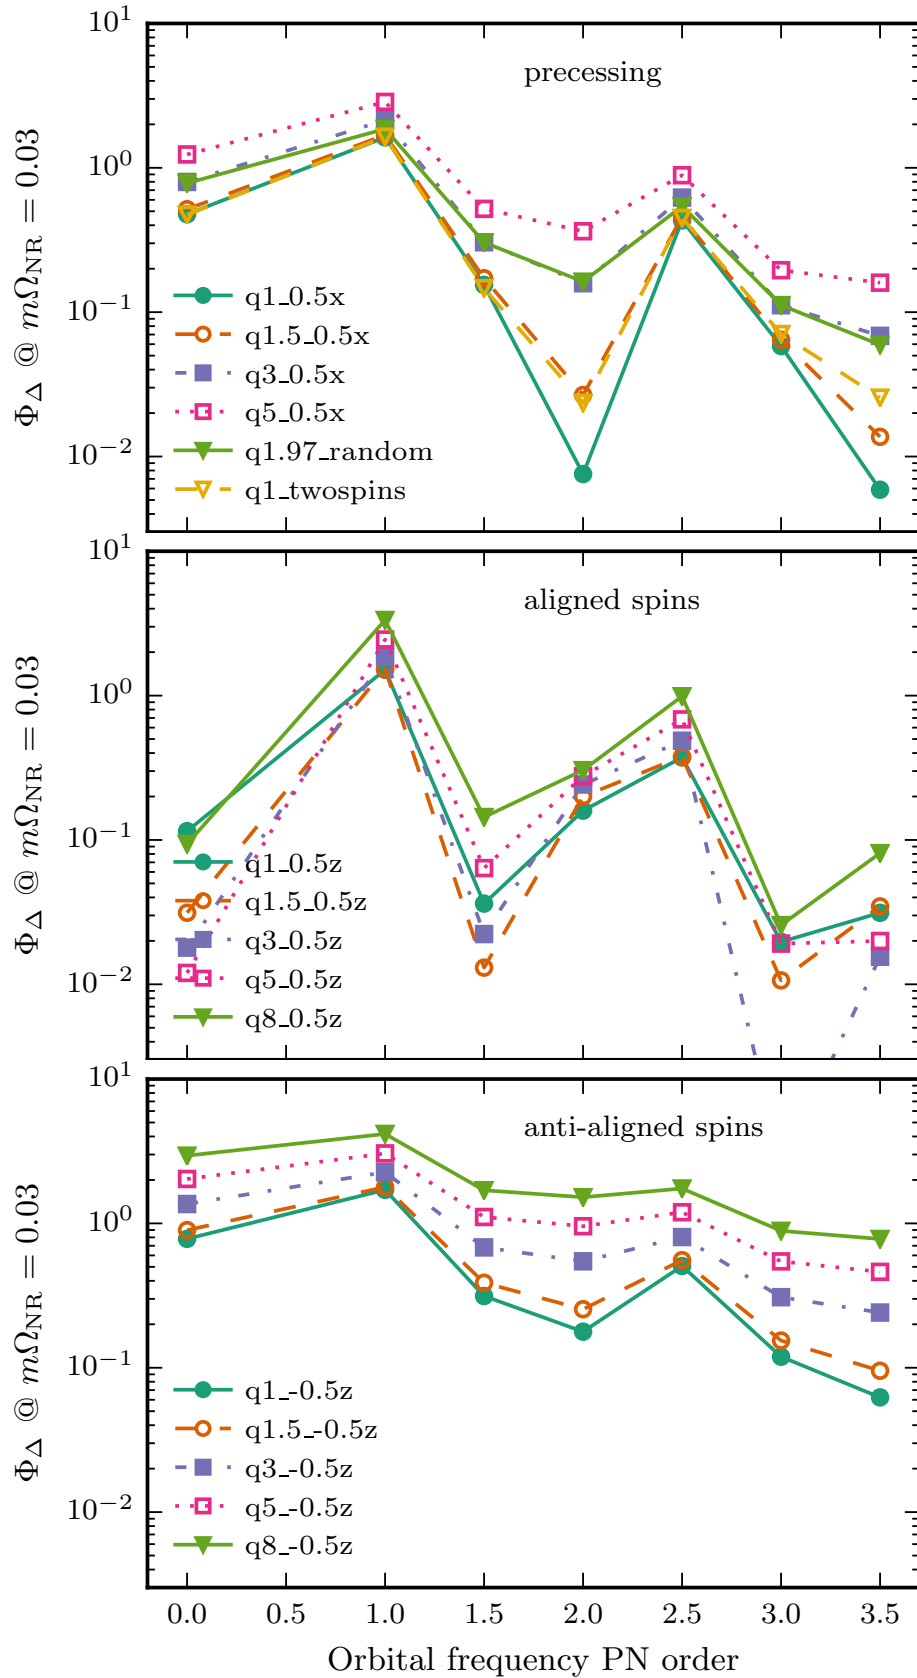 10^1
precessing
10^0
Φ_Δ @ mΩ_NR = 0.03
10^-1
10^-2
q1_0.5x
q1.5_0.5x
q3_0.5x
q5_0.5x
q1.97_random
q1_twospins
10^1
aligned spins
10^0
Φ_Δ @ mΩ_NR = 0.03
10^-1
10^-2
q1_0.5z
q1.5_0.5z
q3_0.5z
q5_0.5z
q8_0.5z
10^1
anti-aligned spins
10^0
Φ_Δ @ mΩ_NR = 0.03
10^-1
10^-2
q1_-0.5z
q1.5_-0.5z
q3_-0.5z
q5_-0.5z
q8_-0.5z
0.0 0.5 1.0 1.5 2.0 2.5 3.0 3.5
Orbital frequency PN order